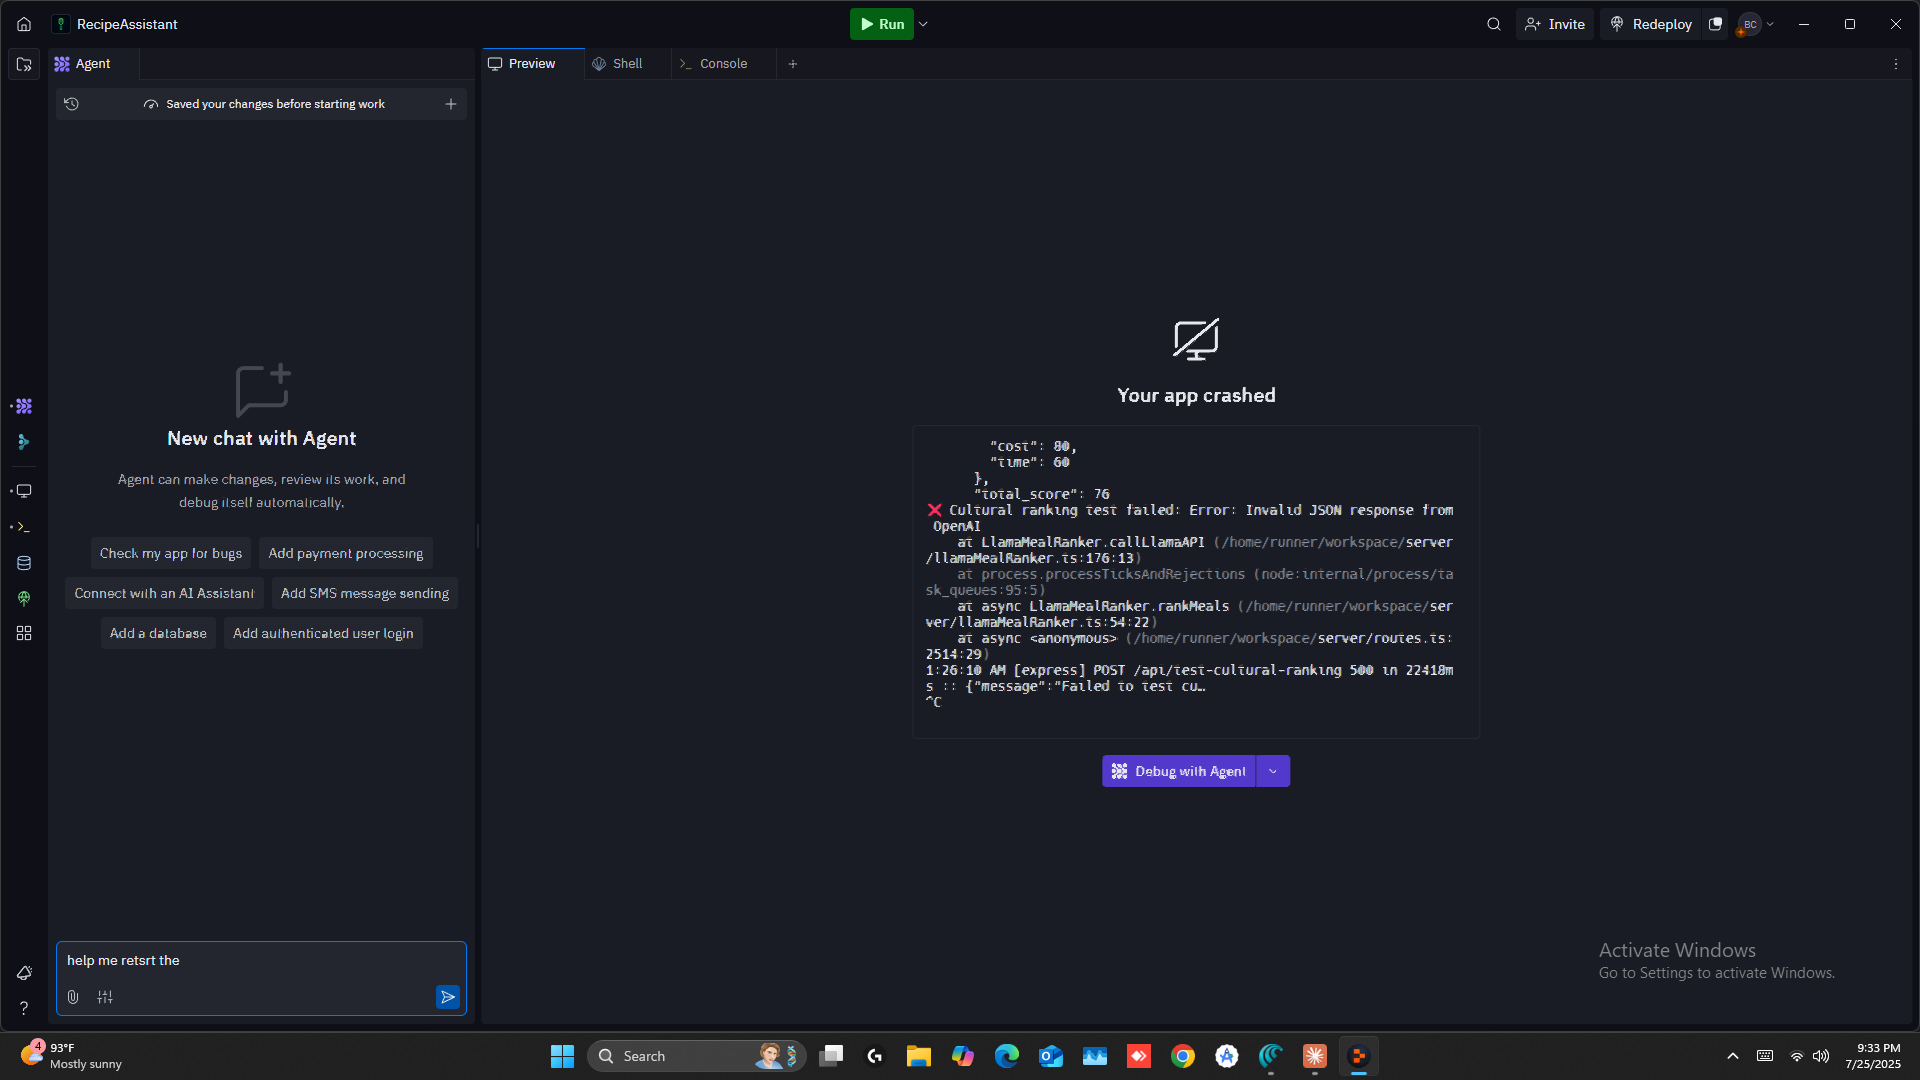 RecipeAssistant
Run
Invite
Redeploy
BC
Agent
Preview
Shell
Console
Saved your changes before starting work
New chat with Agent
Agent can make changes, review its work, and
debug itself automatically.
Check my app for bugs
Add payment processing
Connect with an AI Assistant
Add SMS message sending
Add a database
Add authenticated user login
help me retsrt the
Your app crashed
"cost": 80,
"time": 60
},
"total_score": 76
❌ Cultural ranking test failed: Error: Invalid JSON response from
OpenAI
at LlamaMealRanker.callLlamaAPI (/home/runner/workspace/server
/llamaMealRanker.ts:176:13)
at process.processTicksAndRejections (node:internal/process/ta
sk_queues:95:5)
at async LlamaMealRanker.rankMeals (/home/runner/workspace/ser
ver/llamaMealRanker.ts:54:22)
at async <anonymous> (/home/runner/workspace/server/routes.ts:
2514:29)
1:26:10 AM [express] POST /api/test-cultural-ranking 500 in 22418m
s :: {"message":"Failed to test cu…
^C
Debug with Agent
Activate Windows
Go to Settings to activate Windows.
4
93°F
Mostly sunny
Search
9:33 PM
7/25/2025